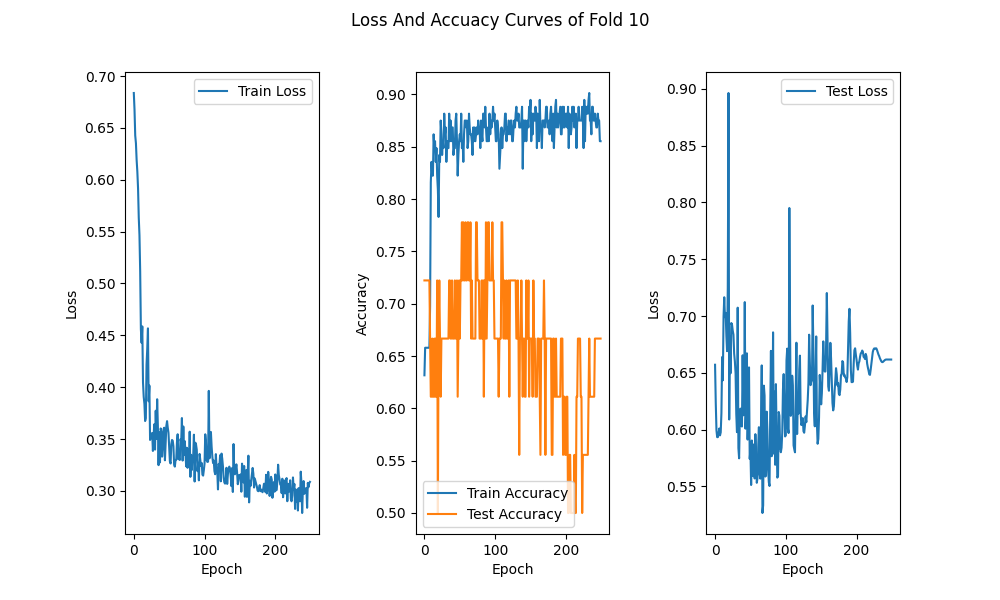 Loss And Accuacy Curves of Fold 10
0.70
0.65
0.60
0.55
0.50
0.45
0.40
0.35
0.30
Loss
Train Loss
0 100 200
Epoch
0.90
0.85
0.80
0.75
0.70
0.65
0.60
0.55
0.50
Accuracy
Train Accuracy
Test Accuracy
0 100 200
Epoch
0.90
0.85
0.80
0.75
0.70
0.65
0.60
0.55
Loss
Test Loss
0 100 200
Epoch